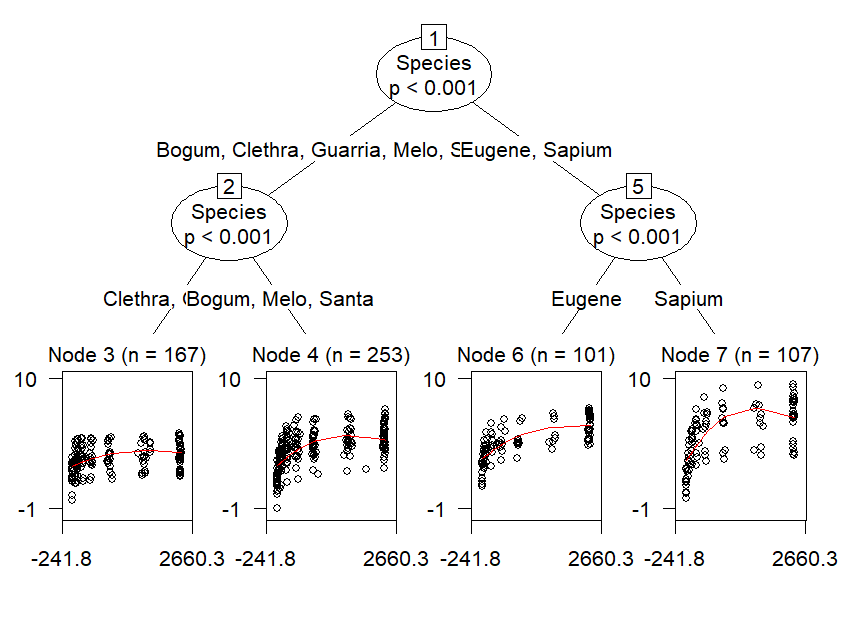 1
Species
p < 0.001
Bogum, Clethra, Guarria, Melo, S
Eugene, Sapium
2
Species
p < 0.001
5
Species
p < 0.001
Clethra,
Bogum, Melo, Santa
Eugene
Sapium
Node 3 (n = 167)
Node 4 (n = 253)
Node 6 (n = 101)
Node 7 (n = 107)
10
-1
-241.8
2660.3
10
-1
-241.8
2660.3
10
-1
-241.8
2660.3
10
-1
-241.8
2660.3